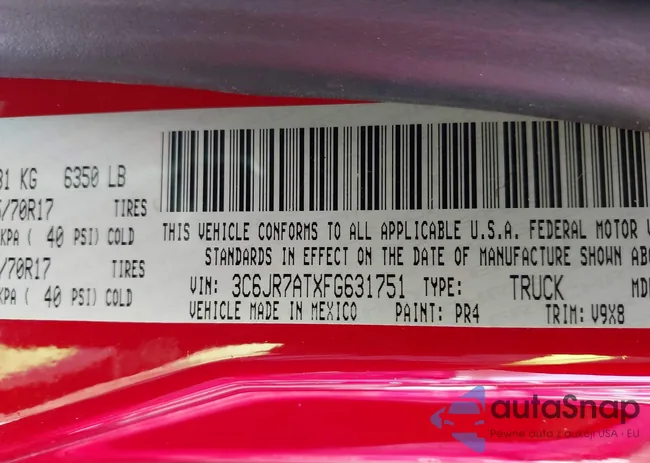 81 KG 6350 LB
/70R17 TIRES
KPA ( 40 PSI) COLD
/70R17 TIRES
KPA ( 40 PSI) COLD
THIS VEHICLE CONFORMS TO ALL APPLICABLE U.S.A. FEDERAL MOTOR
STANDARDS IN EFFECT ON THE DATE OF MANUFACTURE SHOWN
VIN: 3C6JR7ATXFG631751 TYPE: TRUCK
VEHICLE MADE IN MEXICO PAINT: PR4 TRIM: V9X8
autaSnap
Pewne auta z aukcji USA - EU